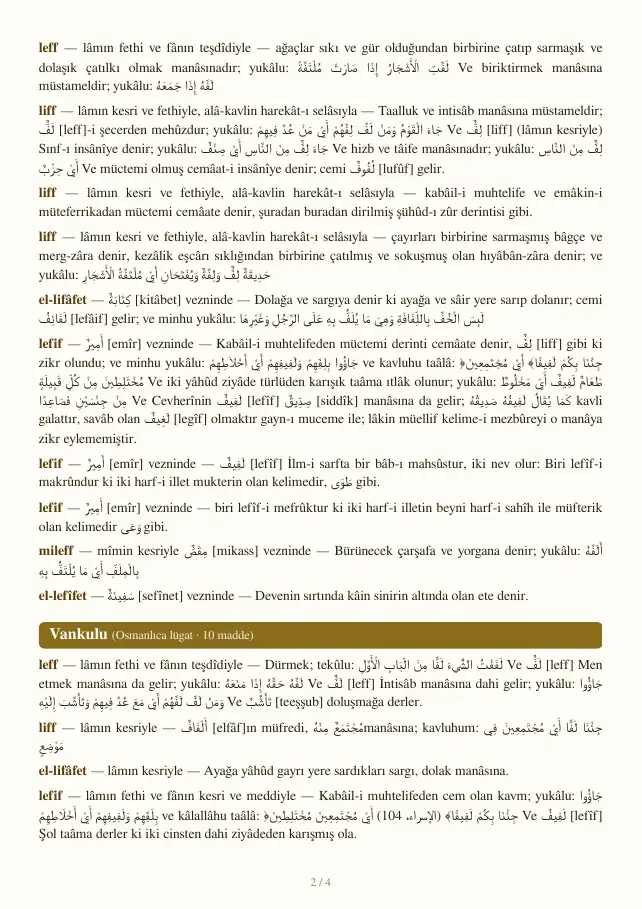 leff — lâmın fethi ve fânın teşdîdiyle — ağaçlar sıkı ve gür olduğundan birbirine çatıp sarmaşık ve
dolaşık çatılkı olmak manâsınadır; yukâlu: لَفَّتِ الْأَشْجَارُ إِذَا صَارَتْ مُلْتَفَّةً Ve biriktirmek manâsına
müstameldir; yukâlu: لَفَّهُ إِذَا جَمَعَهُ
liff — lâmın kesri ve fethiyle, alâ-kavlin harekât-ı selâsıyla — Taalluk ve intisâb manâsına müstameldir;
لَفٌّ [leff]-i şecerden mehûzdur; yukâlu: جَاءَ الْقَوْمُ وَمَنْ لَفَّ لِفَّهُمْ أَيْ مَنْ عُدَّ فِيهِمْ Ve لِفٌّ [liff] (lâmın kesriyle)
Sınf-ı insânîye denir; yukâlu: جَاءَ لِفٌّ مِنَ النَّاسِ أَيْ صِنْفٌ Ve hizb ve tâife manâsınadır; yukâlu: لِفٌّ مِنَ النَّاسِ
أَيْ حِزْبٌ Ve müctemi olmuş cemaat-i insânîye denir; cemi لُفُوفٌ [lufûf] gelir.
liff — lâmın kesri ve fethiyle, alâ-kavlin harekât-ı selâsıyla — kabâil-i muhtelife ve emâkin-i
müteferrikadan müctemi cemâate denir, şuradan buradan dirilmiş şühûd-ı zûr derintisi gibi.
liff — lâmın kesri ve fethiyle, alâ-kavlin harekât-ı selâsıyla — çayırları birbirine sarmaşmış bâgçe ve
merg-zâra denir, kezâlik eşcârı sıklığından birbirine çatılmış ve sokuşmuş olan hıyâbân-zâra denir; ve
yukâlu: حَدِيقَةٌ لِفٌّ وَلِفَّةٌ وَيُفْتَحَانِ أَيْ مُلْتَفَّةُ الْأَشْجَارِ
el-lifâfet — كِتَابَةٌ [kitâbet] vezninde — Dolağa ve sargıya denir ki ayağa ve sâir yere sarıp dolanır; cemi
لَفَائِفُ [lefâif] gelir; ve minhu yukâlu: لَبِسَ الْخُفَّ بِاللِّفَافَةِ وَهِيَ مَا يُلَفُّ بِهِ عَلَى الرِّجْلِ وَغَيْرِهَا
lefif — أَمِيرٌ [emîr] vezninde — Kabâil-i muhteliфeden müctemi derinti cemaâte denir, لِفٌّ [liff] gibi ki
zikr olundu; ve minhu yukâlu: جَاؤُوا بِلِفِّهِمْ وَلَفِيفِهِمْ أَيْ أَخْلَاطِهِمْ ve kavluhu taâlâ: ﴿جِئْنَا بِكُمْ لَفِيفًا﴾ أَيْ مُجْتَمِعِينَ
مُخْتَلِطِينَ مِنْ كُلِّ قَبِيلَةٍ Ve iki yâhûd ziyâde türlüden karışık taâma ıtlâk olunur; yukâlu: طَعَامٌ لَفِيفٌ أَيْ مَخْلُوطٌ
مِنْ جِنْسَيْنِ فَصَاعِدًا Ve Cevherînin لَفِيفٌ [lefîf] صِدِّيقٌ [siddîk] manâsına da gelir; كَمَا يُقَالُ لَفِيفُهُ صَدِيقُهُ kavli
galattır, savâb olan لَغِيفٌ [legîf] olmaktır gayn-ı muceme ile; lâkin müellif kelime-i mezbûreyi o manâya
zikr eylememiştir.
lefif — أَمِيرٌ [emîr] vezninde — لَفِيفٌ [lefîf] İlm-i sarfta bir bâb-ı mahsûstur, iki nev olur: Biri lefîf-i
makrûndur ki iki harf-i illet mukterin olan kelimedir, طَوَى gibi.
lefif — أَمِيرٌ [emîr] vezninde — biri lefîf-i mefrûktur ki iki harf-i illetin beyni harf-i sahîh ile müfterik
olan kelimedir وَعَى gibi.
mileff — mîmin kesriyle مِقَصٌّ [mikass] vezninde — Bürünecek çarşafa ve yorgana denir; yukâlu: أَلَفَّهُ
بِالْمِلَفِّ أَيْ مَا يُلْتَفُّ بِهِ
el-lefîfet — سَفِينَةٌ [sefînet] vezninde — Devenin sırtında kâin sinirin altında olan ete denir.
Vankulu (Osmanlıca lügat · 10 madde)
leff — lâmın fethi ve fânın teşdîdiyle — Dürmek; tekûlu: لَفَفْتُ الشَّيْءَ لَفًّا مِنَ الْبَابِ الْأَوَّلِ Ve لَفٌّ [leff] Men
etmek manâsına da gelir; yukâlu: لَفَّهُ حَقَّهُ إِذَا مَنَعَهُ Ve لَفٌّ [leff] İntisâb manâsına dahi gelir; yukâlu: جَاؤُوا
وَمَنْ لَفَّ لَفَّهُمْ أَيْ مَعَ عُدَّ فِيهِمْ وَتَأَشَّبَ إِلَيْهِ Ve تَأَشُّبٌ [teeşşub] doluşmağa derler.
liff — lâmın kesriyle — أَلْفَافٌ [elfâf]ın müfredi, مُجْتَمَعٌ مِنْهُmanâsına; kavluhum: جِئْنَا لَفًّا أَيْ مُجْتَمِعِينَ فِي
مَوْضِعٍ
el-lifâfet — lâmın kesriyle — Ayağa yâhûd gayrı yere sardıkları sargı, dolak manâsına.
lefif — lâmın fethi ve fânın kesri ve meddiyle — Kabâil-i muhtelifeden cem olan kavm; yukâlu: جَاؤُوا
بِلَفِّهِمْ وَلَفِيفِهِمْ أَيْ أَخْلَاطِهِمْ ve kâlallâhu taâlâ: ﴿جِئْنَا بِكُمْ لَفِيفًا﴾ (الإسراء، 104) أَيْ مُجْتَمِعِينَ مُخْتَلِطِينَ Ve لَفِيفٌ [lefîf]
Şol taâma derler ki iki cinsten dahi ziyâdeden karışmış ola.
2 / 4